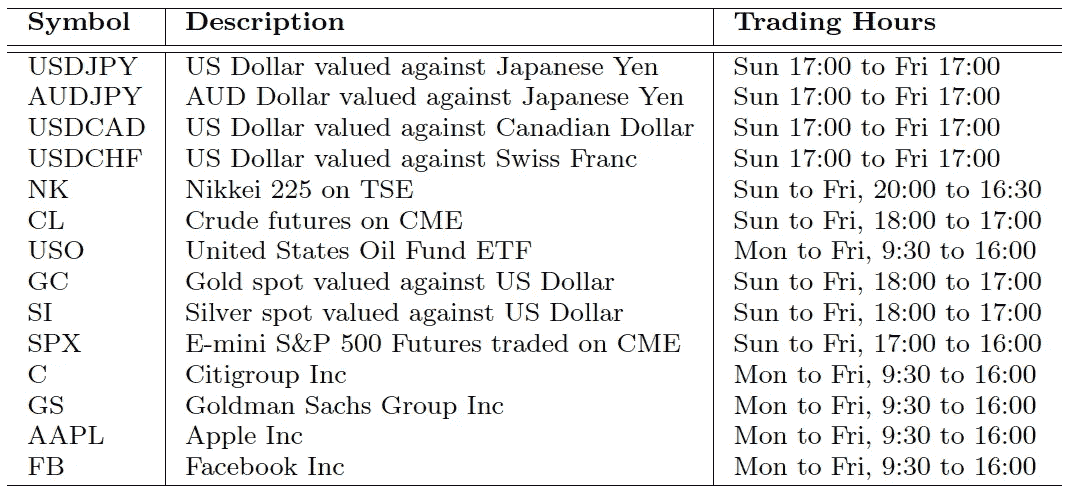 Symbol Description Trading Hours
USDJPY US Dollar valued against Japanese Yen Sun 17:00 to Fri 17:00
AUDJPY AUD Dollar valued against Japanese Yen Sun 17:00 to Fri 17:00
USDCAD US Dollar valued against Canadian Dollar Sun 17:00 to Fri 17:00
USDCHF US Dollar valued against Swiss Franc Sun 17:00 to Fri 17:00
NK Nikkei 225 on TSE Sun to Fri, 20:00 to 16:30
CL Crude futures on CME Sun to Fri, 18:00 to 17:00
USO United States Oil Fund ETF Mon to Fri, 9:30 to 16:00
GC Gold spot valued against US Dollar Sun to Fri, 18:00 to 17:00
SI Silver spot valued against US Dollar Sun to Fri, 18:00 to 17:00
SPX E-mini S&P 500 Futures traded on CME Sun to Fri, 17:00 to 16:00
C Citigroup Inc Mon to Fri, 9:30 to 16:00
GS Goldman Sachs Group Inc Mon to Fri, 9:30 to 16:00
AAPL Apple Inc Mon to Fri, 9:30 to 16:00
FB Facebook Inc Mon to Fri, 9:30 to 16:00